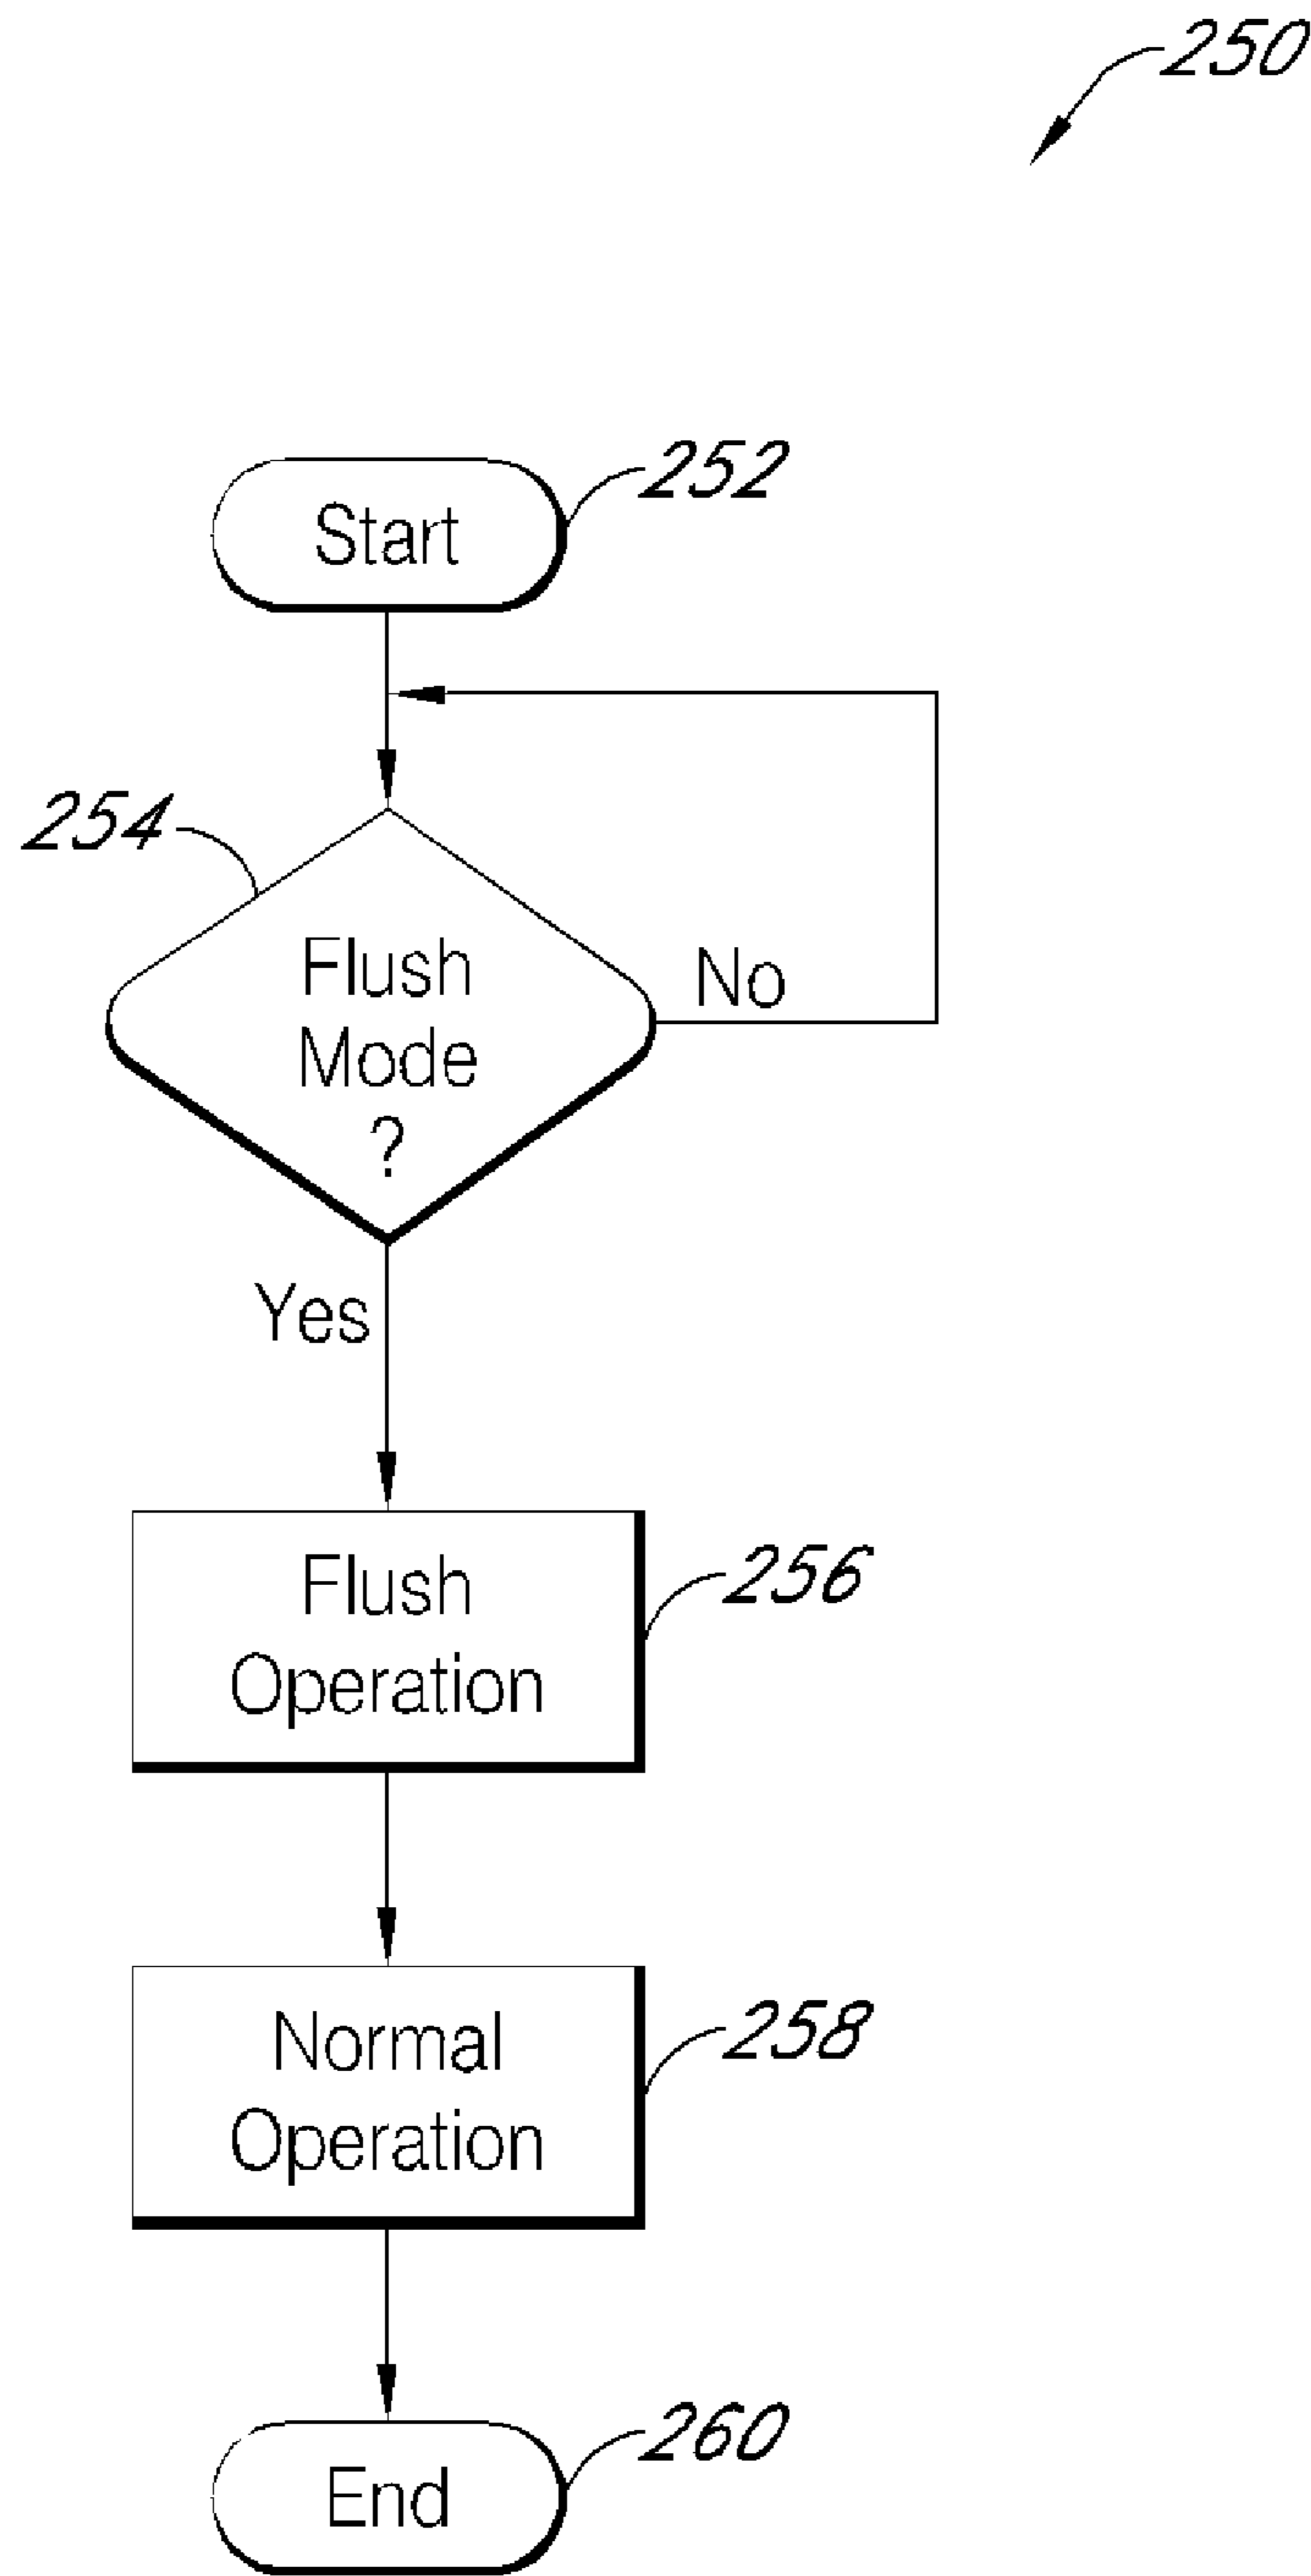 250
Start
252
254
Flush
Mode
?
No
Yes
Flush
Operation
256
Normal
Operation
258
End
260